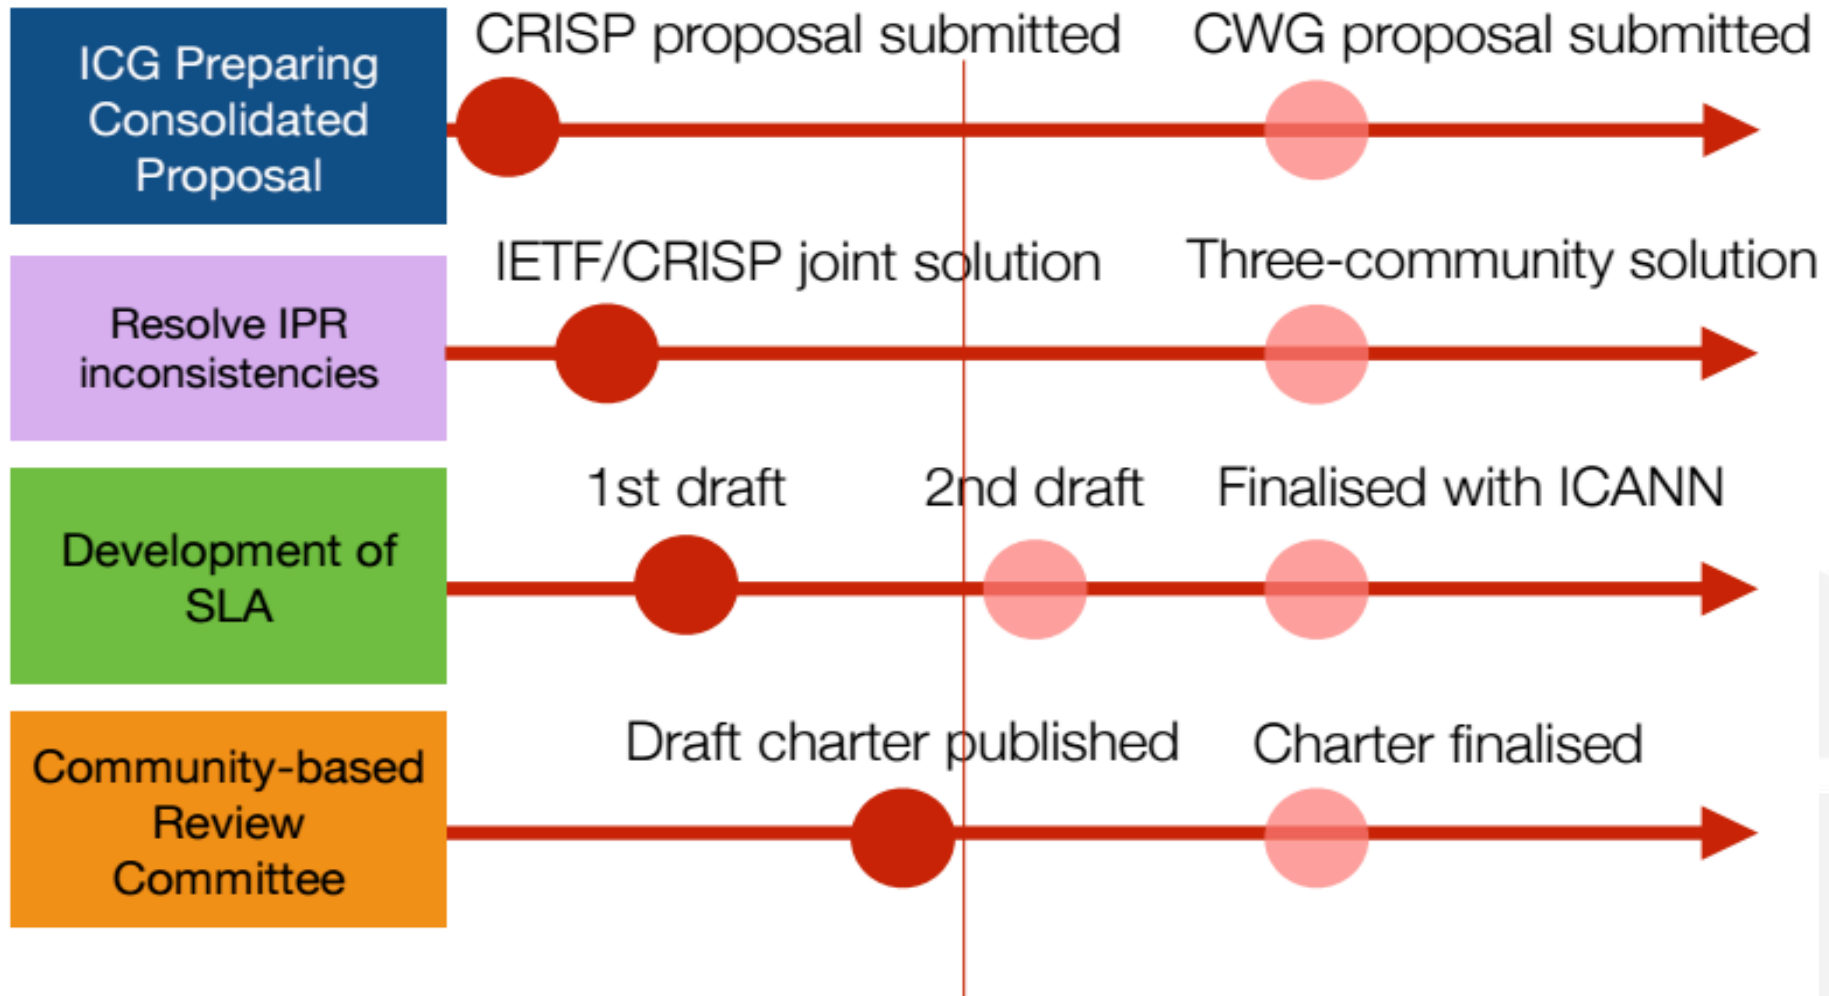 CRISP proposal submitted
CWG proposal submitted
ICG Preparing
Consolidated
Proposal
IETF/CRISP joint solution
Three-community solution
Resolve IPR
inconsistencies
1st draft
2nd draft
Finalised with ICANN
Development of
SLA
Draft charter published
Charter finalised
Community-based
Review
Committee